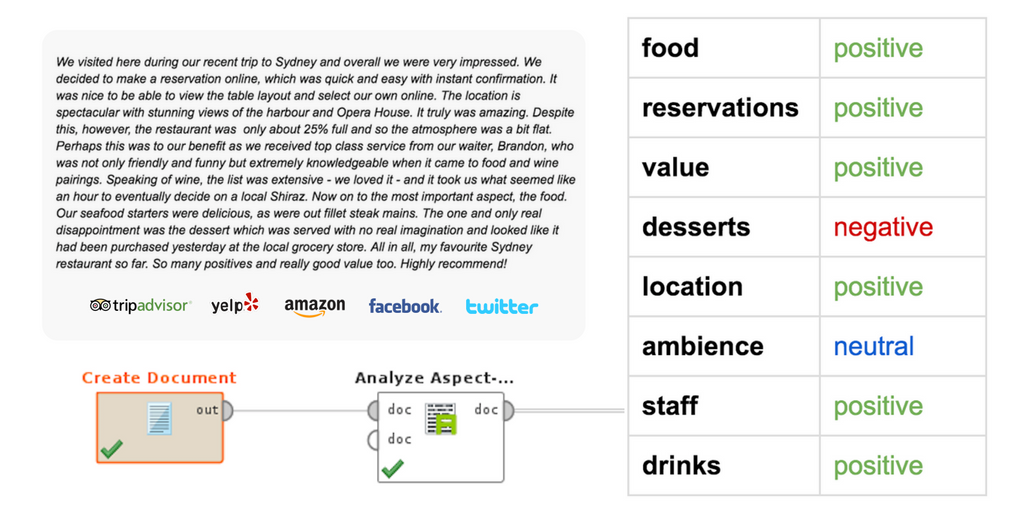 We visited here during our recent trip to Sydney and overall we were very impressed. We
decided to make a reservation online, which was quick and easy with instant confirmation. It
was nice to be able to view the table layout and select our own online. The location is
spectacular with stunning views of the harbour and Opera House. It truly was amazing. Despite
this, however, the restaurant was only about 25% full and so the atmosphere was a bit flat.
Perhaps this was to our benefit as we received top class service from our waiter, Brandon, who
was not only friendly and funny but extremely knowledgeable when it came to food and wine
pairings. Speaking of wine, the list was extensive - we loved it - and it took us what seemed like
an hour to eventually decide on a local Shiraz. Now on to the most important aspect, the food.
Our seafood starters were delicious, as were out fillet steak mains. The one and only real
disappointment was the dessert which was served with no real imagination and looked like it
had been purchased yesterday at the local grocery store. All in all, my favourite Sydney
restaurant so far. So many positives and really good value too. Highly recommend!
tripadvisor yelp amazon facebook twitter
Create Document
out
Analyze Aspect-...
doc doc
doc
food positive
reservations positive
value positive
desserts negative
location positive
ambience neutral
staff positive
drinks positive